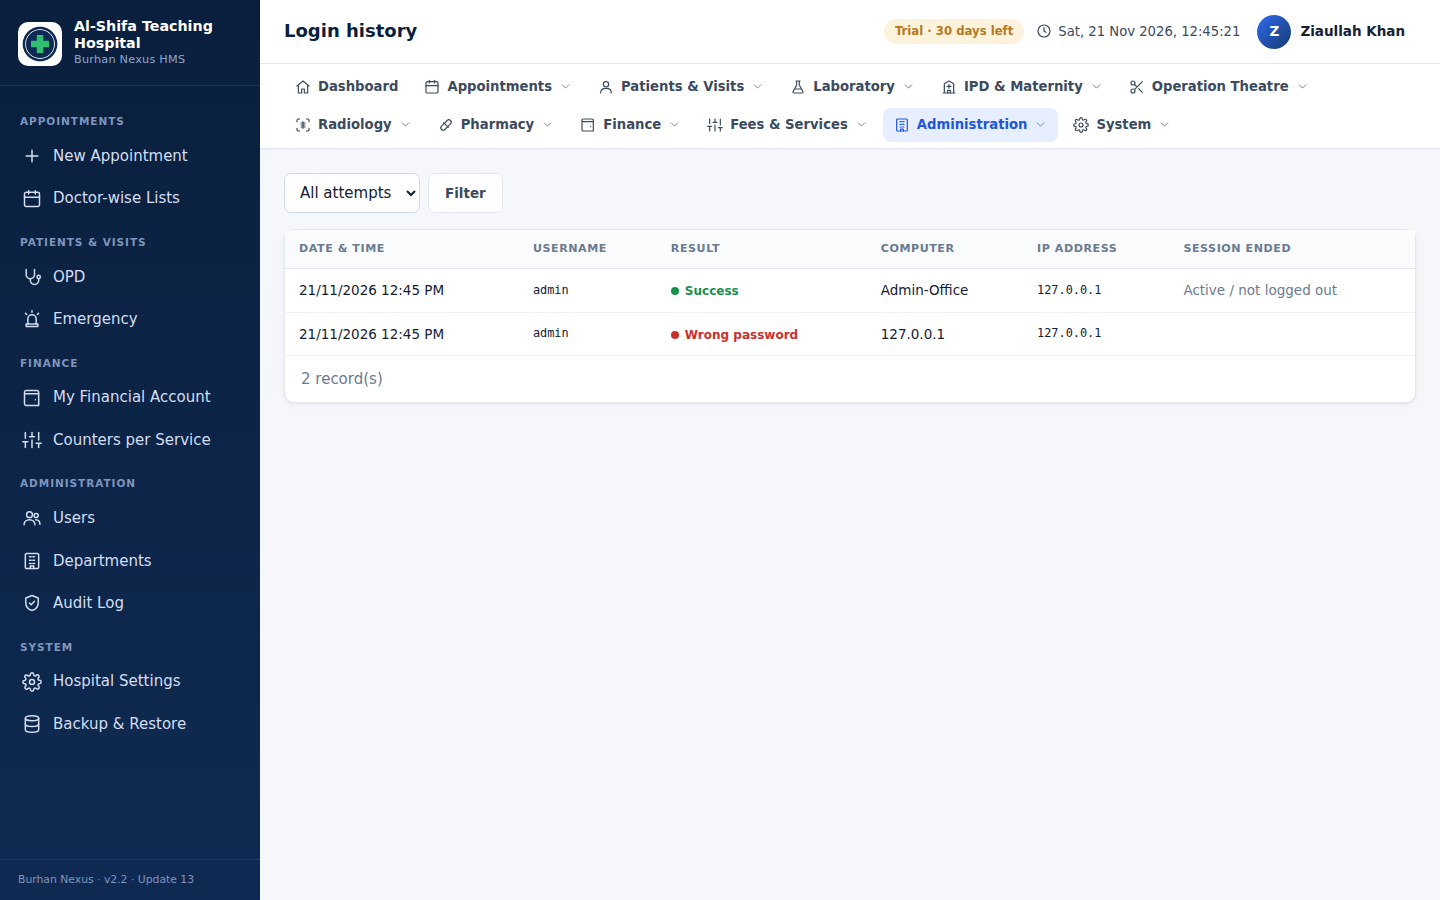 Al-Shifa Teaching
Hospital
Burhan Nexus HMS
APPOINTMENTS
New Appointment
Doctor-wise Lists
PATIENTS & VISITS
OPD
Emergency
FINANCE
My Financial Account
Counters per Service
ADMINISTRATION
Users
Departments
Audit Log
SYSTEM
Hospital Settings
Backup & Restore
Burhan Nexus · v2.2 · Update 13
Login history
Trial · 30 days left
Sat, 21 Nov 2026, 12:45:21
Z
Ziaullah Khan
Dashboard Appointments Patients & Visits Laboratory IPD & Maternity Operation Theatre
Radiology Pharmacy Finance Fees & Services Administration System
All attempts Filter
DATE & TIME USERNAME RESULT COMPUTER IP ADDRESS SESSION ENDED
21/11/2026 12:45 PM admin Success Admin-Office 127.0.0.1 Active / not logged out
21/11/2026 12:45 PM admin Wrong password 127.0.0.1 127.0.0.1
2 record(s)